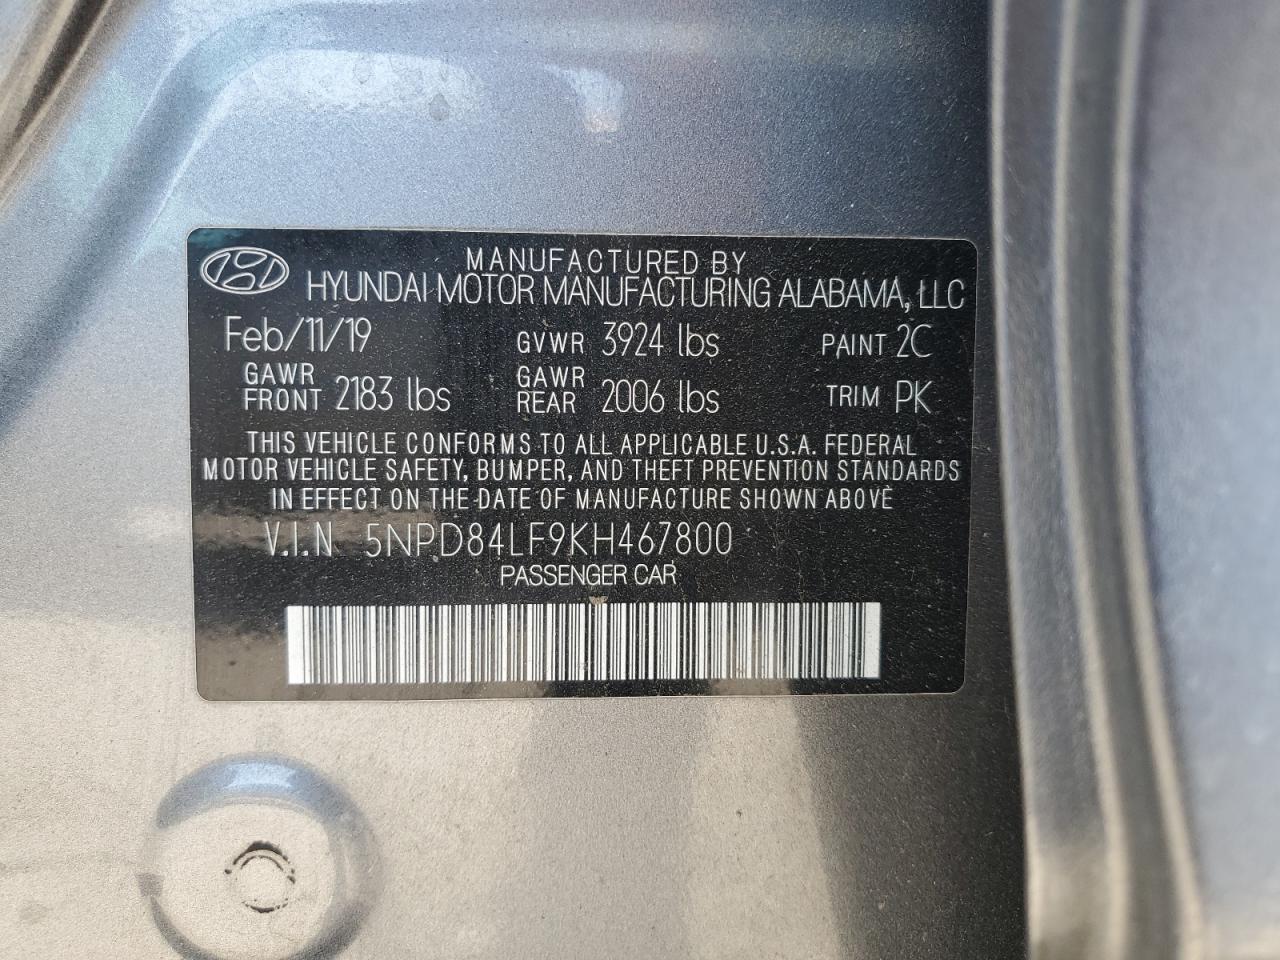 MANUFACTURED BY
HYUNDAI MOTOR MANUFACTURING ALABAMA, LLC
Feb/11/19 GVWR 3924 lbs PAINT 2C
GAWR FRONT 2183 lbs GAWR REAR 2006 lbs TRIM PK
THIS VEHICLE CONFORMS TO ALL APPLICABLE U.S.A. FEDERAL
MOTOR VEHICLE SAFETY, BUMPER, AND THEFT PREVENTION STANDARDS
IN EFFECT ON THE DATE OF MANUFACTURE SHOWN ABOVE
V.I.N 5NPD84LF9KH467800
PASSENGER CAR